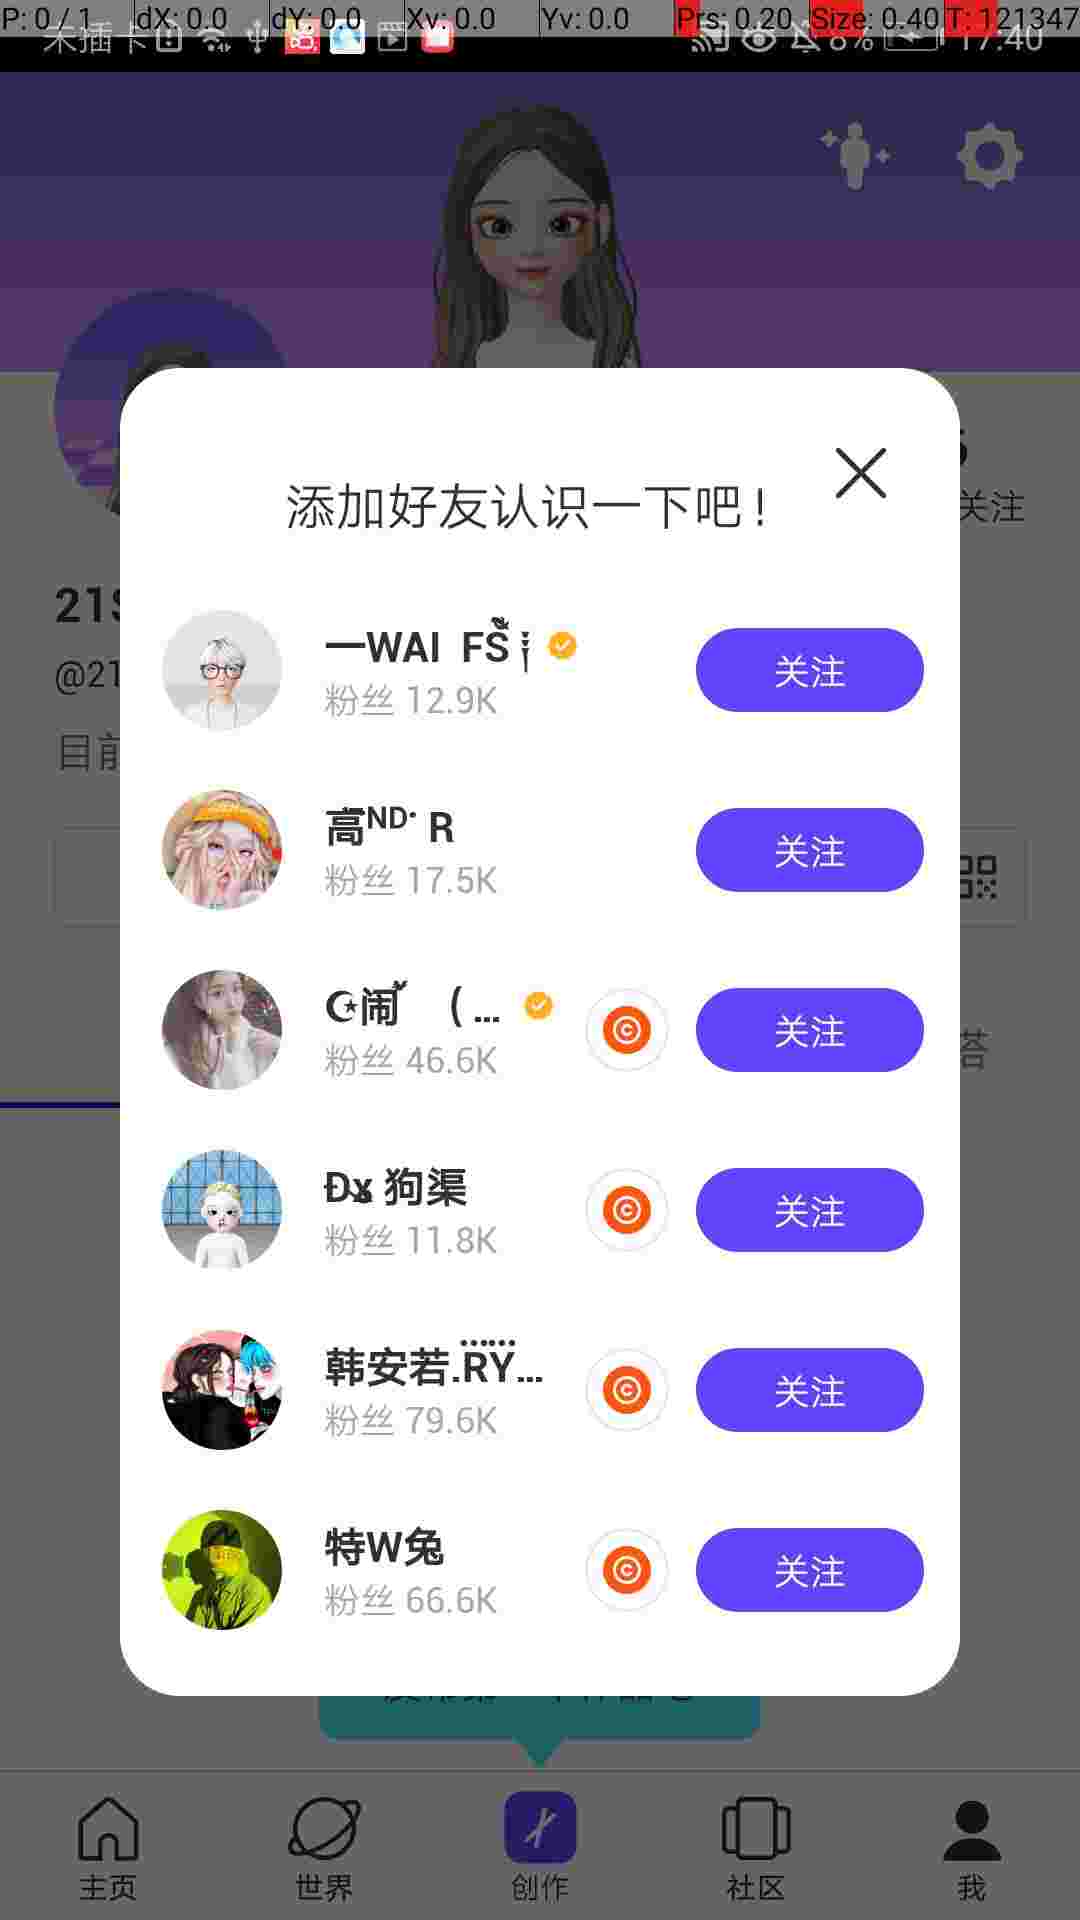 P: 0 / 1 dX: 0.0 dY: 0.0 Xv: 0.0 Yv: 0.0 Prs: 0.20 Size: 0.40 T: 121347
未插卡 8% 17:40
关注
添加好友认识一下吧!
21S
@21
目前
一WAI FS
粉丝 12.9K
关注
高ᴺᴰ· R
粉丝 17.5K
关注
闹 ( ...
粉丝 46.6K
关注
答
狗渠
粉丝 11.8K
关注
韩安若.RY...
粉丝 79.6K
关注
特W兔
粉丝 66.6K
关注
主页 世界 创作 社区 我